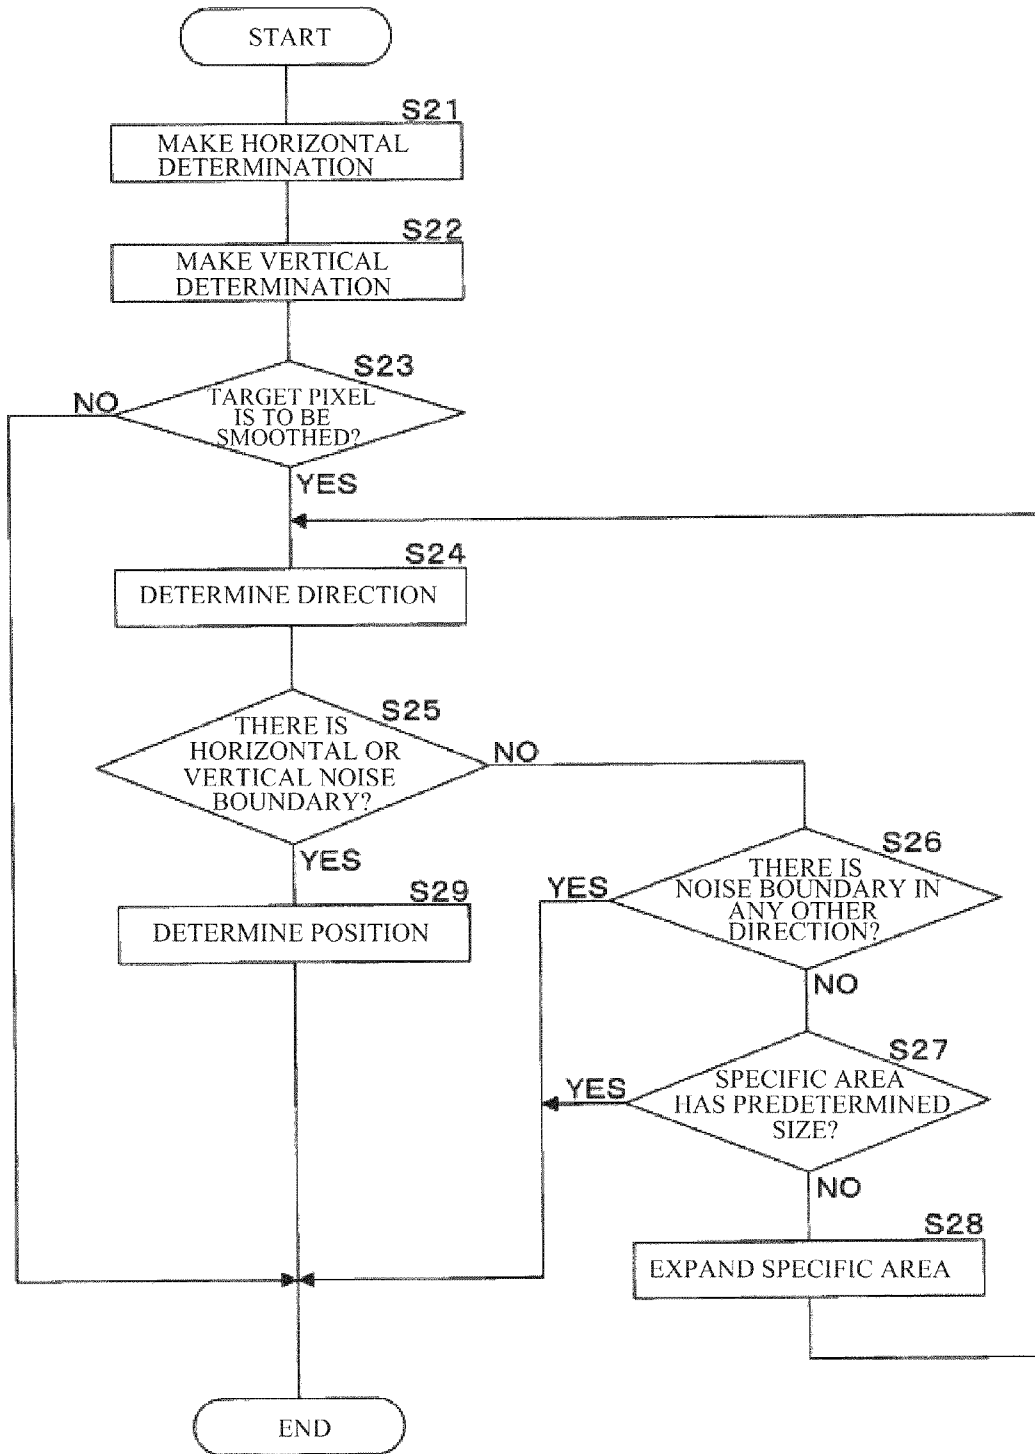 START
S21
MAKE HORIZONTAL
DETERMINATION
S22
MAKE VERTICAL
DETERMINATION
S23
NO
TARGET PIXEL
IS TO BE
SMOOTHED?
YES
S24
DETERMINE DIRECTION
S25
THERE IS
HORIZONTAL OR
VERTICAL NOISE
BOUNDARY?
NO
YES
S26
THERE IS
NOISE BOUNDARY IN
ANY OTHER
DIRECTION?
YES
NO
S29
DETERMINE POSITION
S27
SPECIFIC AREA
HAS PREDETERMINED
SIZE?
YES
NO
S28
EXPAND SPECIFIC AREA
END